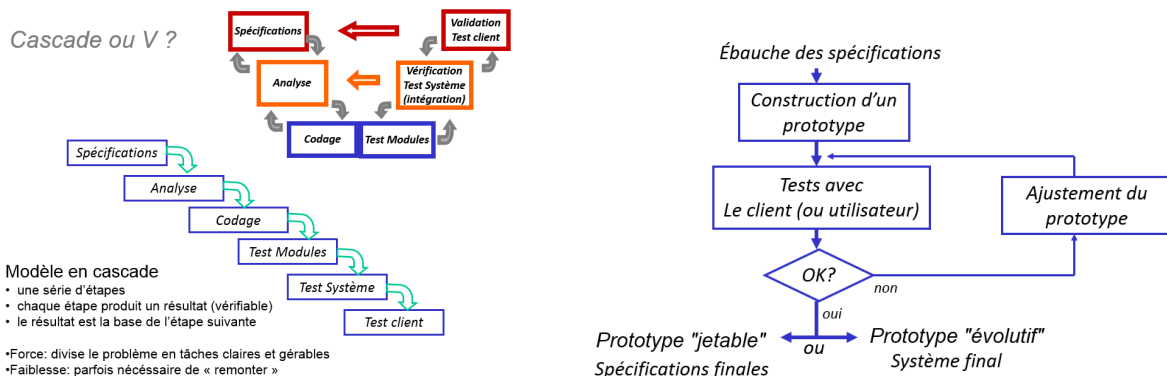 Cascade ou V ?
Spécifications
Validation
Test client
Analyse
Vérification
Test Système
(intégration)
Codage
Test Modules
Spécifications
Analyse
Codage
Test Modules
Test Système
Test client
Modèle en cascade
• une série d'étapes
• chaque étape produit un résultat (vérifiable)
• le résultat est la base de l'étape suivante
•Force: divise le problème en tâches claires et gérables
•Faiblesse: parfois nécéssaire de « remonter »
Ébauche des spécifications
Construction d'un
prototype
Tests avec
Le client (ou utilisateur)
Ajustement du
prototype
OK?
non
oui
Prototype "jetable"
Spécifications finales
ou
Prototype "évolutif"
Système final